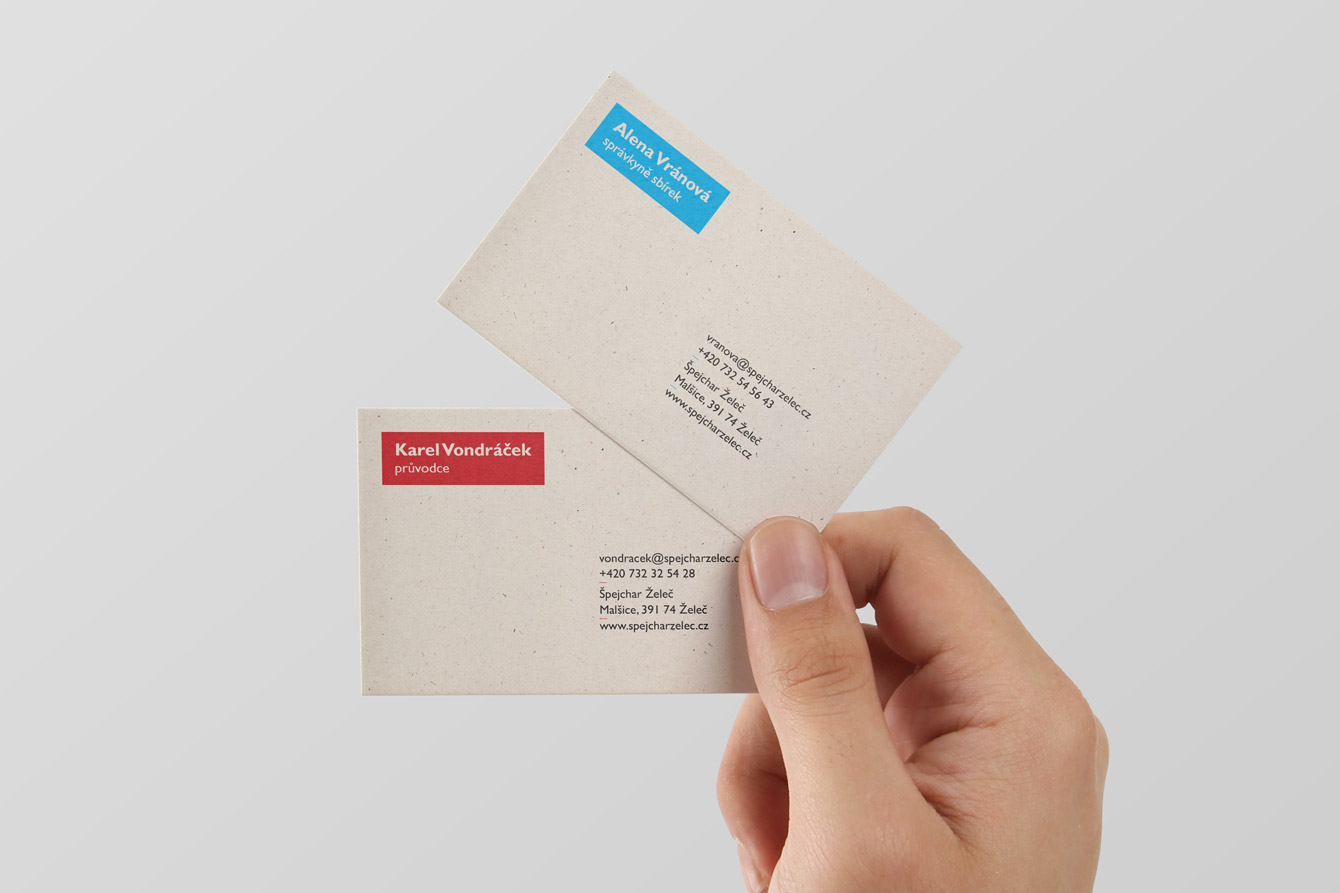 Alena Vránová
správkyně sbírek
vranova@spejcharzelec.cz
+420 732 54 56 43
Špejchar Želeč
Malšice, 391 74 Želeč
www.spejcharzelec.cz
Karel Vondráček
průvodce
vondracek@spejcharzelec.c
+420 732 32 54 28
Špejchar Želeč
Malšice, 391 74 Želeč
www.spejcharzelec.cz